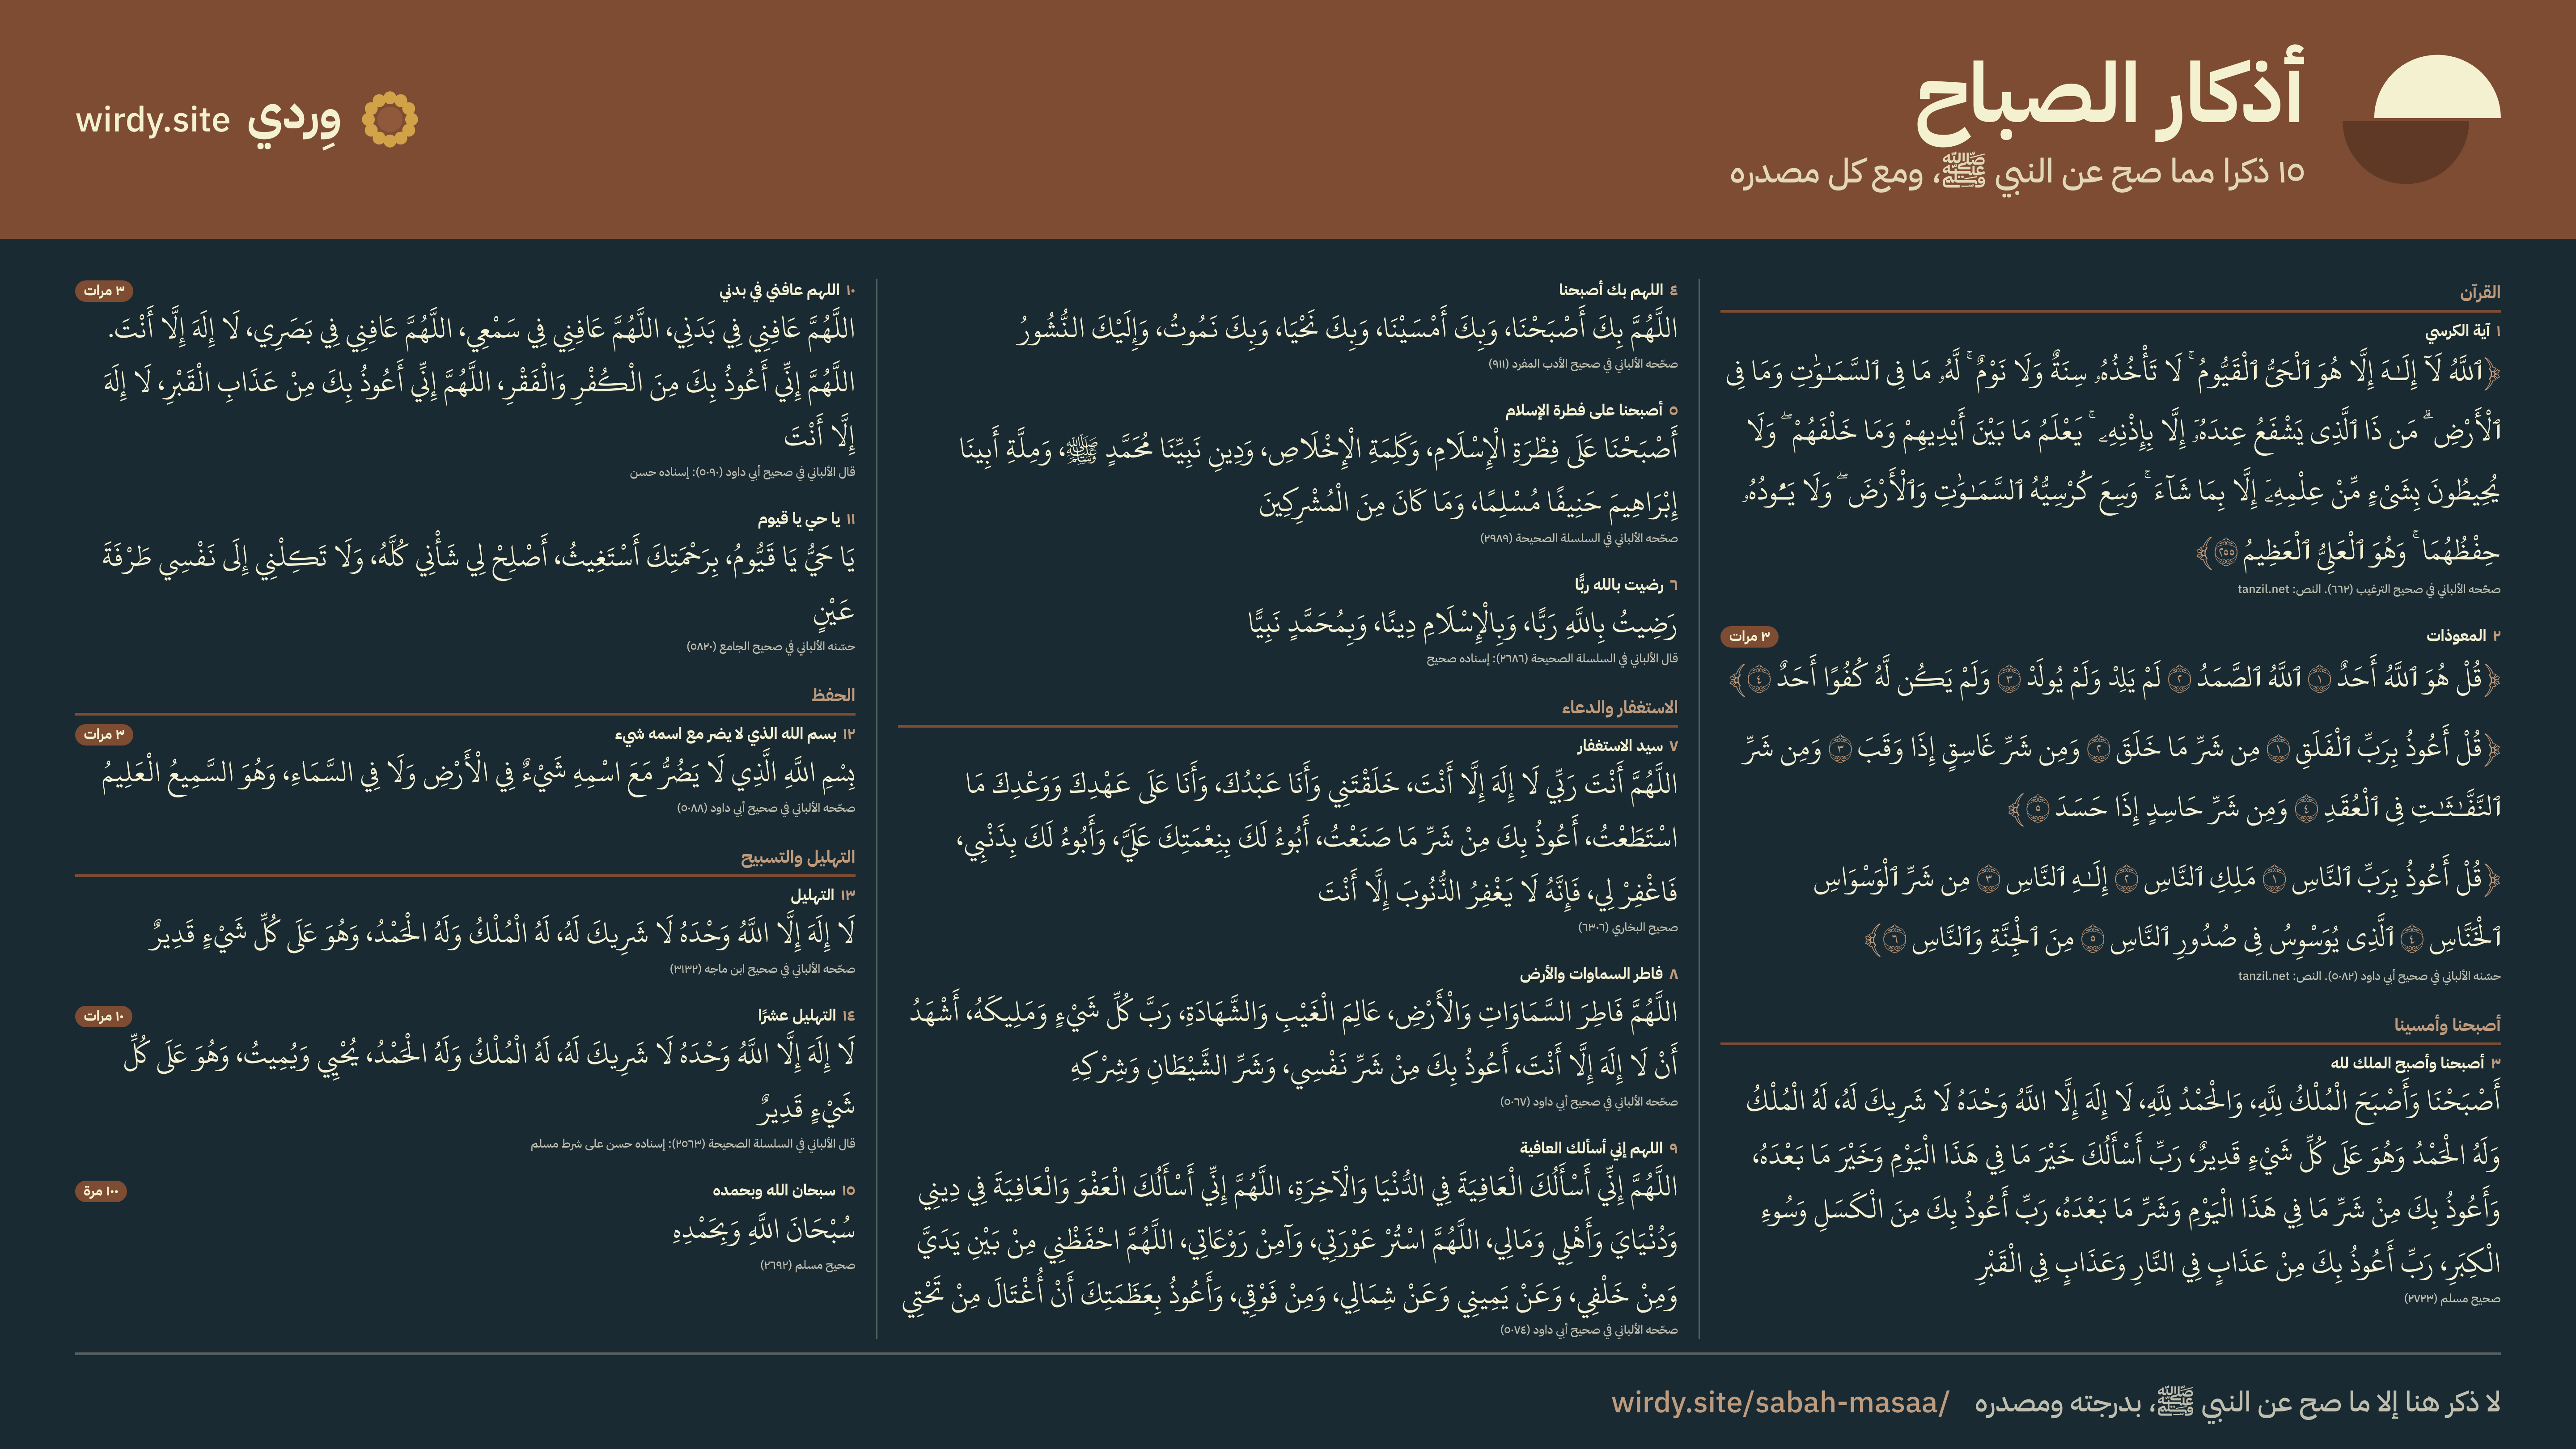 أذكار الصباح
١٥ ذكرا مما صح عن النبي ﷺ، ومع كل مصدره
وِردي wirdy.site
القرآن
١ آية الكرسي
﴿ٱللَّهُ لَآ إِلَـٰهَ إِلَّا هُوَ ٱلْحَىُّ ٱلْقَيُّومُ ۚ لَا تَأْخُذُهُۥ سِنَةٌ وَلَا نَوْمٌ ۚ لَّهُۥ مَا فِى ٱلسَّمَـٰوَٰتِ وَمَا فِى
ٱلْأَرْضِ ۗ مَن ذَا ٱلَّذِى يَشْفَعُ عِندَهُۥٓ إِلَّا بِإِذْنِهِۦ ۚ يَعْلَمُ مَا بَيْنَ أَيْدِيهِمْ وَمَا خَلْفَهُمْ ۖ وَلَا
يُحِيطُونَ بِشَىْءٍ مِّنْ عِلْمِهِۦٓ إِلَّا بِمَا شَآءَ ۚ وَسِعَ كُرْسِيُّهُ ٱلسَّمَـٰوَٰتِ وَٱلْأَرْضَ ۖ وَلَا يَـُٔودُهُۥ
حِفْظُهُمَا ۚ وَهُوَ ٱلْعَلِىُّ ٱلْعَظِيمُ ۝٢٥٥﴾
صحّحه الألباني في صحيح الترغيب (٦٦٢). النص: tanzil.net
٢ المعوذات
٣ مرات
﴿قُلْ هُوَ ٱللَّهُ أَحَدٌ ۝١ ٱللَّهُ ٱلصَّمَدُ ۝٢ لَمْ يَلِدْ وَلَمْ يُولَدْ ۝٣ وَلَمْ يَكُن لَّهُۥ كُفُوًا أَحَدٌۢ ۝٤﴾
﴿قُلْ أَعُوذُ بِرَبِّ ٱلْفَلَقِ ۝١ مِن شَرِّ مَا خَلَقَ ۝٢ وَمِن شَرِّ غَاسِقٍ إِذَا وَقَبَ ۝٣ وَمِن شَرِّ
ٱلنَّفَّـٰثَـٰتِ فِى ٱلْعُقَدِ ۝٤ وَمِن شَرِّ حَاسِدٍ إِذَا حَسَدَ ۝٥﴾
﴿قُلْ أَعُوذُ بِرَبِّ ٱلنَّاسِ ۝١ مَلِكِ ٱلنَّاسِ ۝٢ إِلَـٰهِ ٱلنَّاسِ ۝٣ مِن شَرِّ ٱلْوَسْوَاسِ
ٱلْخَنَّاسِ ۝٤ ٱلَّذِى يُوَسْوِسُ فِى صُدُورِ ٱلنَّاسِ ۝٥ مِنَ ٱلْجِنَّةِ وَٱلنَّاسِ ۝٦﴾
حسّنه الألباني في صحيح أبي داود (٥٠٨٢). النص: tanzil.net
أصبحنا وأمسينا
٣ أصبحنا وأصبح الملك لله
أَصْبَحْنَا وَأَصْبَحَ الْمُلْكُ لِلَّهِ، وَالْحَمْدُ لِلَّهِ، لَا إِلَهَ إِلَّا اللَّهُ وَحْدَهُ لَا شَرِيكَ لَهُ، لَهُ الْمُلْكُ
وَلَهُ الْحَمْدُ وَهُوَ عَلَى كُلِّ شَيْءٍ قَدِيرٌ، رَبِّ أَسْأَلُكَ خَيْرَ مَا فِي هَذَا الْيَوْمِ وَخَيْرَ مَا بَعْدَهُ،
وَأَعُوذُ بِكَ مِنْ شَرِّ مَا فِي هَذَا الْيَوْمِ وَشَرِّ مَا بَعْدَهُ، رَبِّ أَعُوذُ بِكَ مِنَ الْكَسَلِ وَسُوءِ
الْكِبَرِ، رَبِّ أَعُوذُ بِكَ مِنْ عَذَابٍ فِي النَّارِ وَعَذَابٍ فِي الْقَبْرِ
صحيح مسلم (٢٧٢٣)
٤ اللهم بك أصبحنا
اللَّهُمَّ بِكَ أَصْبَحْنَا، وَبِكَ أَمْسَيْنَا، وَبِكَ نَحْيَا، وَبِكَ نَمُوتُ، وَإِلَيْكَ النُّشُورُ
صحّحه الألباني في صحيح الأدب المفرد (٩١١)
٥ أصبحنا على فطرة الإسلام
أَصْبَحْنَا عَلَى فِطْرَةِ الْإِسْلَامِ، وَكَلِمَةِ الْإِخْلَاصِ، وَدِينِ نَبِيِّنَا مُحَمَّدٍ ﷺ، وَمِلَّةِ أَبِينَا
إِبْرَاهِيمَ حَنِيفًا مُسْلِمًا، وَمَا كَانَ مِنَ الْمُشْرِكِينَ
صحّحه الألباني في السلسلة الصحيحة (٢٩٨٩)
٦ رضيت بالله ربًّا
رَضِيتُ بِاللَّهِ رَبًّا، وَبِالْإِسْلَامِ دِينًا، وَبِمُحَمَّدٍ نَبِيًّا
قال الألباني في السلسلة الصحيحة (٢٦٨٦): إسناده صحيح
الاستغفار والدعاء
٧ سيد الاستغفار
اللَّهُمَّ أَنْتَ رَبِّي لَا إِلَهَ إِلَّا أَنْتَ، خَلَقْتَنِي وَأَنَا عَبْدُكَ، وَأَنَا عَلَى عَهْدِكَ وَوَعْدِكَ مَا
اسْتَطَعْتُ، أَعُوذُ بِكَ مِنْ شَرِّ مَا صَنَعْتُ، أَبُوءُ لَكَ بِنِعْمَتِكَ عَلَيَّ، وَأَبُوءُ لَكَ بِذَنْبِي،
فَاغْفِرْ لِي، فَإِنَّهُ لَا يَغْفِرُ الذُّنُوبَ إِلَّا أَنْتَ
صحيح البخاري (٦٣٠٦)
٨ فاطر السماوات والأرض
اللَّهُمَّ فَاطِرَ السَّمَاوَاتِ وَالْأَرْضِ، عَالِمَ الْغَيْبِ وَالشَّهَادَةِ، رَبَّ كُلِّ شَيْءٍ وَمَلِيكَهُ، أَشْهَدُ
أَنْ لَا إِلَهَ إِلَّا أَنْتَ، أَعُوذُ بِكَ مِنْ شَرِّ نَفْسِي، وَشَرِّ الشَّيْطَانِ وَشِرْكِهِ
صحّحه الألباني في صحيح أبي داود (٥٠٦٧)
٩ اللهم إني أسألك العافية
اللَّهُمَّ إِنِّي أَسْأَلُكَ الْعَافِيَةَ فِي الدُّنْيَا وَالْآخِرَةِ، اللَّهُمَّ إِنِّي أَسْأَلُكَ الْعَفْوَ وَالْعَافِيَةَ فِي دِينِي
وَدُنْيَايَ وَأَهْلِي وَمَالِي، اللَّهُمَّ اسْتُرْ عَوْرَتِي، وَآمِنْ رَوْعَاتِي، اللَّهُمَّ احْفَظْنِي مِنْ بَيْنِ يَدَيَّ
وَمِنْ خَلْفِي، وَعَنْ يَمِينِي وَعَنْ شِمَالِي، وَمِنْ فَوْقِي، وَأَعُوذُ بِعَظَمَتِكَ أَنْ أُغْتَالَ مِنْ تَحْتِي
صحّحه الألباني في صحيح أبي داود (٥٠٧٤)
١٠ اللهم عافني في بدني
٣ مرات
اللَّهُمَّ عَافِنِي فِي بَدَنِي، اللَّهُمَّ عَافِنِي فِي سَمْعِي، اللَّهُمَّ عَافِنِي فِي بَصَرِي، لَا إِلَهَ إِلَّا أَنْتَ.
اللَّهُمَّ إِنِّي أَعُوذُ بِكَ مِنَ الْكُفْرِ وَالْفَقْرِ، اللَّهُمَّ إِنِّي أَعُوذُ بِكَ مِنْ عَذَابِ الْقَبْرِ، لَا إِلَهَ
إِلَّا أَنْتَ
قال الألباني في صحيح أبي داود (٥٠٩٠): إسناده حسن
١١ يا حي يا قيوم
يَا حَيُّ يَا قَيُّومُ، بِرَحْمَتِكَ أَسْتَغِيثُ، أَصْلِحْ لِي شَأْنِي كُلَّهُ، وَلَا تَكِلْنِي إِلَى نَفْسِي طَرْفَةَ
عَيْنٍ
حسّنه الألباني في صحيح الجامع (٥٨٢٠)
الحفظ
١٢ بسم الله الذي لا يضر مع اسمه شيء
٣ مرات
بِسْمِ اللَّهِ الَّذِي لَا يَضُرُّ مَعَ اسْمِهِ شَيْءٌ فِي الْأَرْضِ وَلَا فِي السَّمَاءِ، وَهُوَ السَّمِيعُ الْعَلِيمُ
صحّحه الألباني في صحيح أبي داود (٥٠٨٨)
التهليل والتسبيح
١٣ التهليل
لَا إِلَهَ إِلَّا اللَّهُ وَحْدَهُ لَا شَرِيكَ لَهُ، لَهُ الْمُلْكُ وَلَهُ الْحَمْدُ، وَهُوَ عَلَى كُلِّ شَيْءٍ قَدِيرٌ
صحّحه الألباني في صحيح ابن ماجه (٣١٣٢)
١٤ التهليل عشرًا
١٠ مرات
لَا إِلَهَ إِلَّا اللَّهُ وَحْدَهُ لَا شَرِيكَ لَهُ، لَهُ الْمُلْكُ وَلَهُ الْحَمْدُ، يُحْيِي وَيُمِيتُ، وَهُوَ عَلَى كُلِّ
شَيْءٍ قَدِيرٌ
قال الألباني في السلسلة الصحيحة (٢٥٦٣): إسناده حسن على شرط مسلم
١٥ سبحان الله وبحمده
١٠٠ مرة
سُبْحَانَ اللَّهِ وَبِحَمْدِهِ
صحيح مسلم (٢٦٩٢)
لا ذكر هنا إلا ما صح عن النبي ﷺ، بدرجته ومصدره wirdy.site/sabah-masaa/